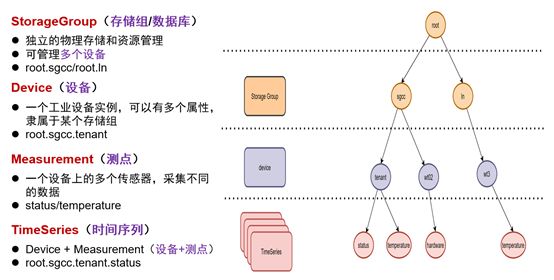 StorageGroup（存储组/数据库）
● 独立的物理存储和资源管理
● 可管理多个设备
● root.sgcc/root.ln
Device（设备）
● 一个工业设备实例，可以有多个属性，
隶属于某个存储组
● root.sgcc.tenant
Measurement（测点）
● 一个设备上的多个传感器，采集不同
的数据
● status/temperature
TimeSeries（时间序列）
● Device + Measurement（设备+测点）
● root.sgcc.tenant.status
root
Storage Group
sgcc
ln
device
tenant
wt02
wt3
TimeSeries
status
temperature
hardware
temperature